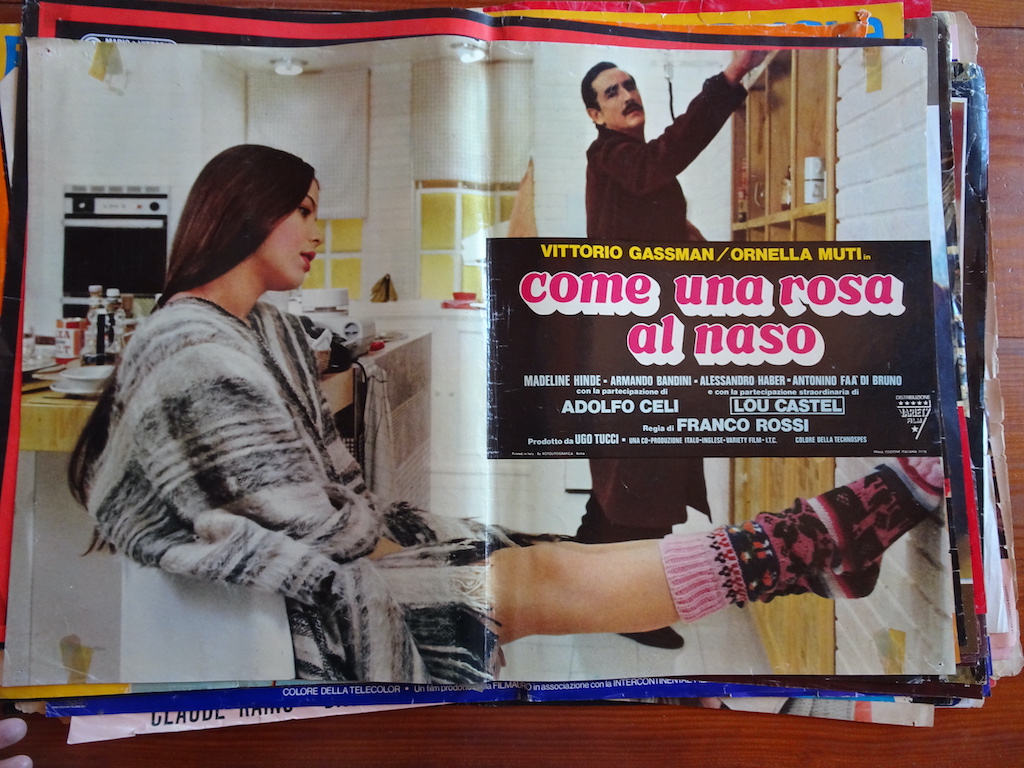 VITTORIO GASSMAN/ORNELLA MUTI in
come una rosa
al naso
MADELINE HINDE - ARMANDO BANDINI - ALESSANDRO HABER - ANTONINO FAA' DI BRUNO
con la partecipazione di
ADOLFO CELI
e con la partecipazione straordinaria di
LOU CASTEL
Regia di FRANCO ROSSI
Prodotto da UGO TUCCI - UNA CO-PRODUZIONE ITALO-INGLESE-VARIETY FILM - I.T.C. COLORE DELLA TECHNOSPES
DISTRIBUZIONE
VARIETY
FILM
COLORE DELLA TELECOLOR • Un film prodotto FILMAURO in associazione con la INTERCONTINENTAL
CLAUDE RAINS